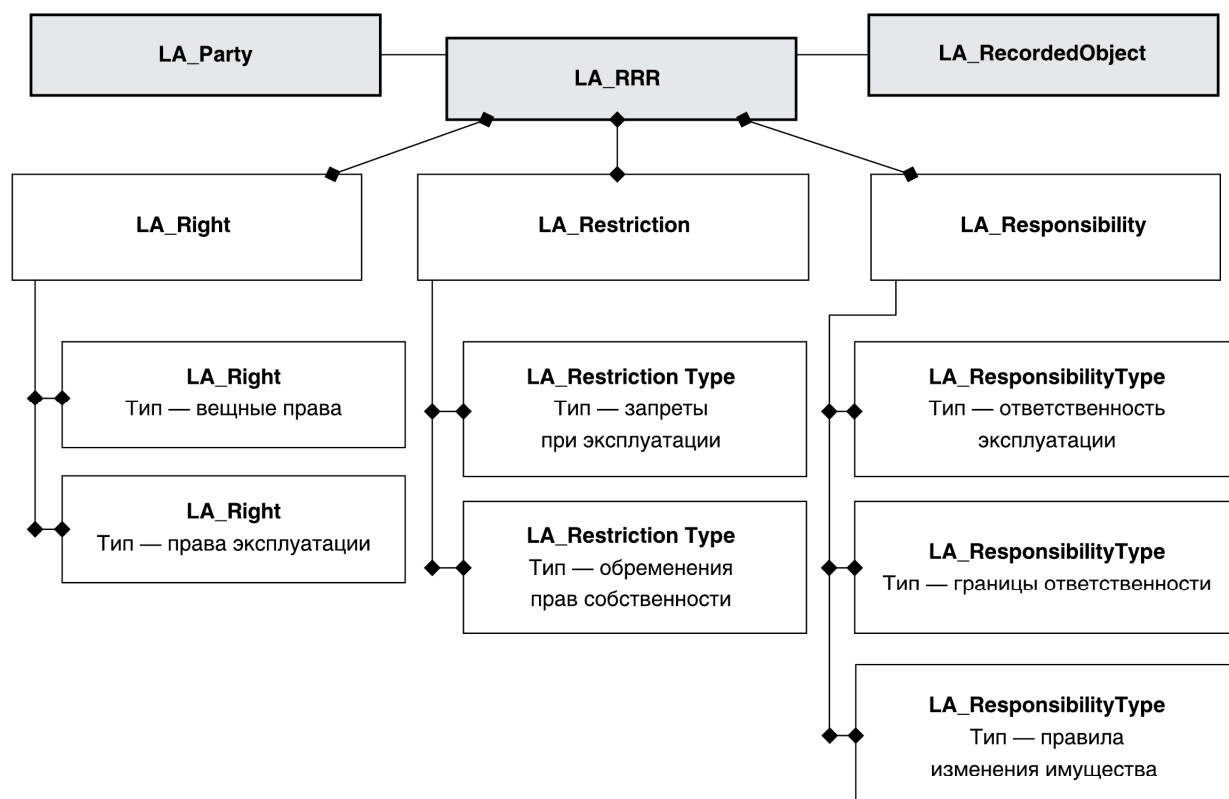 LA_Party
LA_RRR
LA_RecordedObject
LA_Right
LA_Restriction
LA_Responsibility
LA_Right
Тип — вещные права
LA_Right
Тип — права эксплуатации
LA_Restriction Type
Тип — запреты
при эксплуатации
LA_Restriction Type
Тип — обременения
прав собственности
LA_ResponsibilityType
Тип — ответственность
эксплуатации
LA_ResponsibilityType
Тип — границы ответственности
LA_ResponsibilityType
Тип — правила
изменения имущества